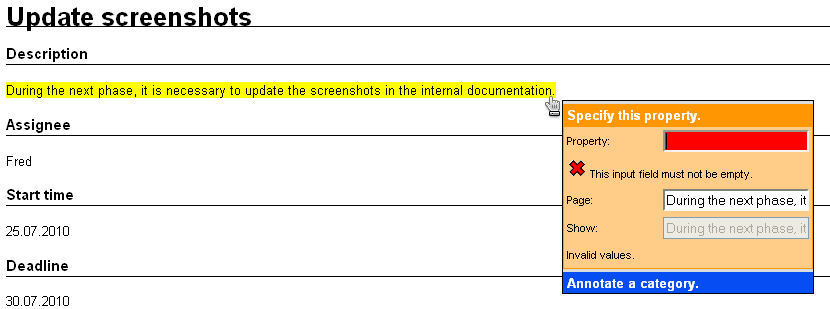 Update screenshots
Description
During the next phase, it is necessary to update the screenshots in the internal documentation.
Assignee
Fred
Start time
25.07.2010
Deadline
30.07.2010
Specify this property.
Property:
This input field must not be empty.
Page: During the next phase, it
Show: During the next phase, it
Invalid values.
Annotate a category.